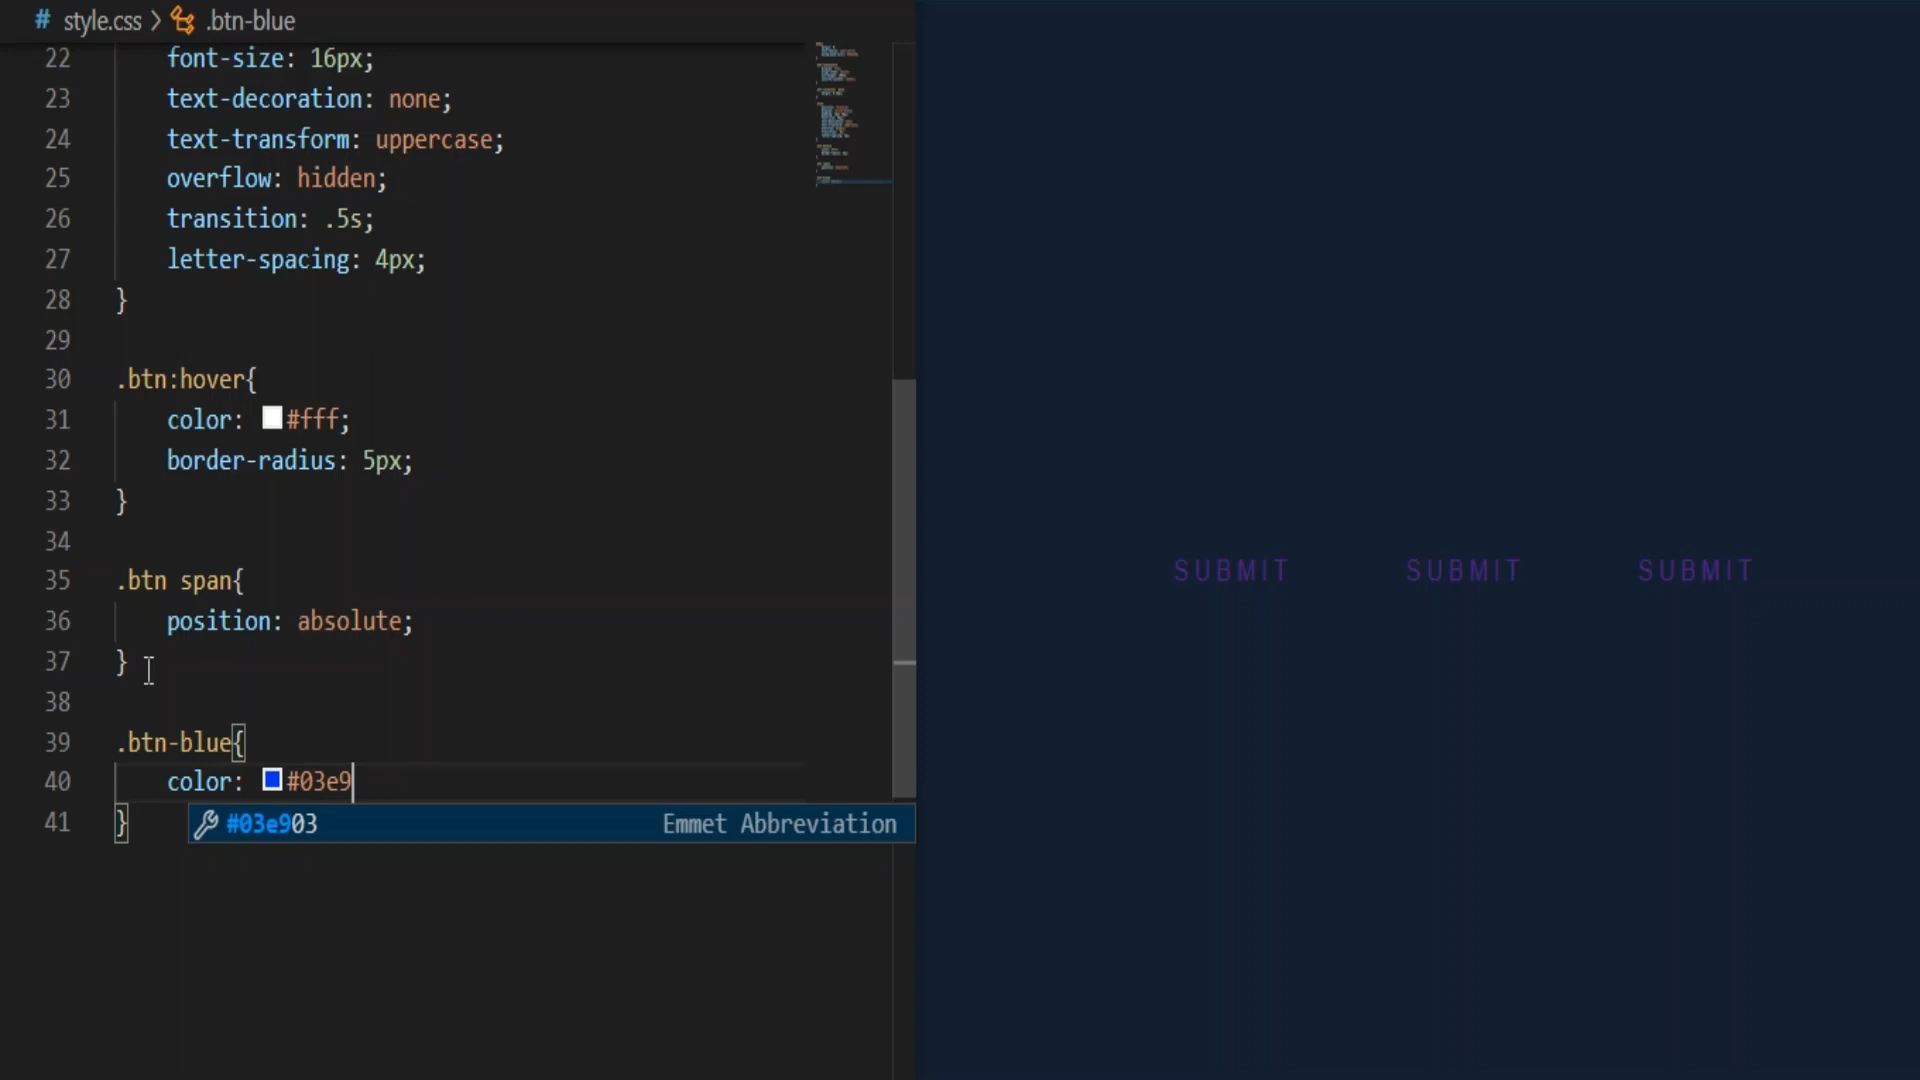 # style.css > .btn-blue
22 font-size: 16px;
23 text-decoration: none;
24 text-transform: uppercase;
25 overflow: hidden;
26 transition: .5s;
27 letter-spacing: 4px;
28 }
29
30 .btn:hover{
31 color: #fff;
32 border-radius: 5px;
33 }
34
35 .btn span{
36 position: absolute;
37 }
38
39 .btn-blue{
40 color: #03e9
41 }
#03e903 Emmet Abbreviation
SUBMIT SUBMIT SUBMIT